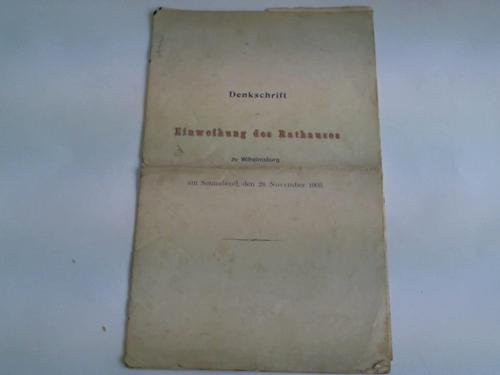 Denkschrift
Einweihung des Rathauses
zu Wilhelmsburg
am Sonnabend, den 28. November 1903